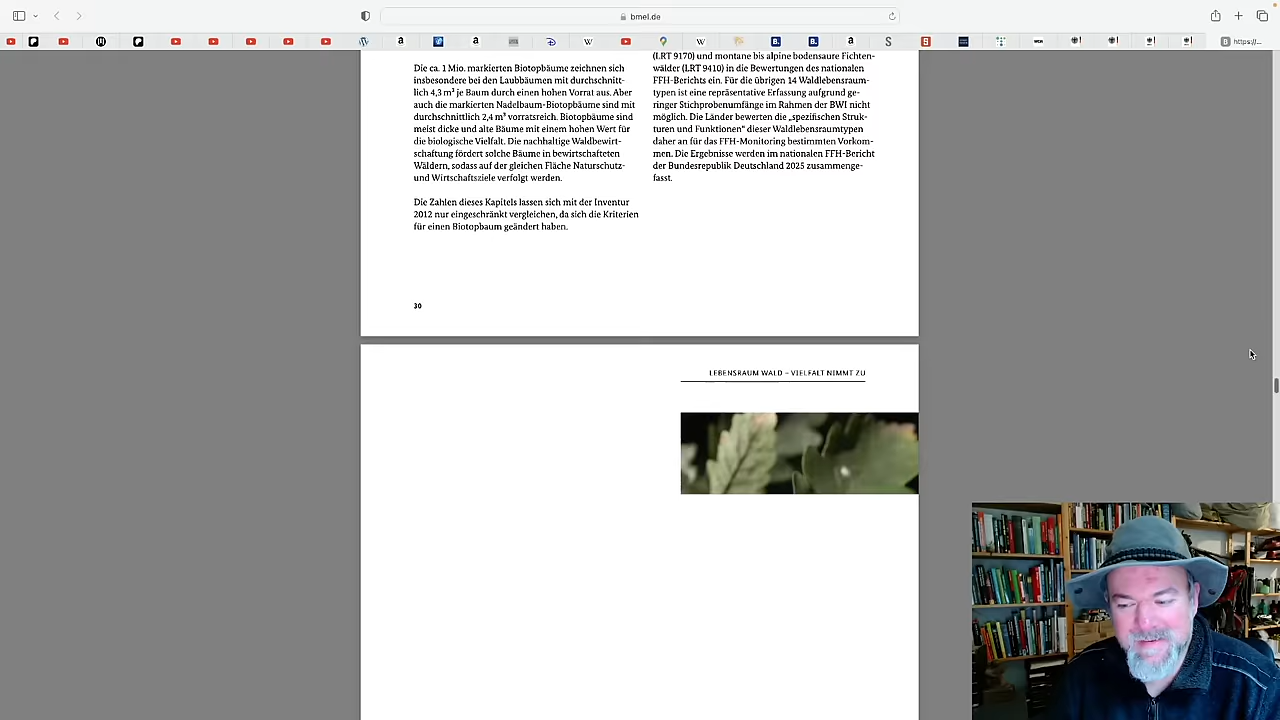 bmel.de
https://...
Die ca. 1 Mio. markierten Biotopbäume zeichnen sich
insbesondere bei den Laubbäumen mit durchschnitt-
lich 4,3 m³ je Baum durch einen hohen Vorrat aus. Aber
auch die markierten Nadelbaum-Biotopbäume sind mit
durchschnittlich 2,4 m³ vorratsreich. Biotopbäume sind
meist dicke und alte Bäume mit einem hohen Wert für
die biologische Vielfalt. Die nachhaltige Waldbewirt-
schaftung fördert solche Bäume in bewirtschafteten
Wäldern, sodass auf der gleichen Fläche Naturschutz-
und Wirtschaftsziele verfolgt werden.
Die Zahlen dieses Kapitels lassen sich mit der Inventur
2012 nur eingeschränkt vergleichen, da sich die Kriterien
für einen Biotopbaum geändert haben.
(LRT 9170) und montane bis alpine bodensaure Fichten-
wälder (LRT 9410) in die Bewertungen des nationalen
FFH-Berichts ein. Für die übrigen 14 Waldlebensraum-
typen ist eine repräsentative Erfassung aufgrund ge-
ringer Stichprobenumfänge im Rahmen der BWI nicht
möglich. Die Länder bewerten die „spezifischen Struk-
turen und Funktionen" dieser Waldlebensraumtypen
daher an für das FFH-Monitoring bestimmten Vorkom-
men. Die Ergebnisse werden im nationalen FFH-Bericht
der Bundesrepublik Deutschland 2025 zusammenge-
fasst.
30
LEBENSRAUM WALD – VIELFALT NIMMT ZU